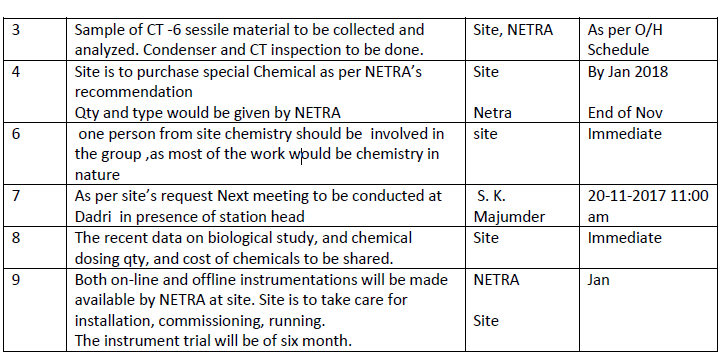 3 Sample of CT -6 sessile material to be collected and Site, NETRA As per O/H
analyzed. Condenser and CT inspection to be done. Schedule
4 Site is to purchase special Chemical as per NETRA's Site By Jan 2018
recommendation
Qty and type would be given by NETRA Netra End of Nov
6 one person from site chemistry should be involved in site Immediate
the group ,as most of the work would be chemistry in
nature
7 As per site's request Next meeting to be conducted at S. K. 20-11-2017 11:00
Dadri in presence of station head Majumder am
8 The recent data on biological study, and chemical Site Immediate
dosing qty, and cost of chemicals to be shared.
9 Both on-line and offline instrumentations will be made NETRA Jan
available by NETRA at site. Site is to take care for
installation, commissioning, running. Site
The instrument trial will be of six month.